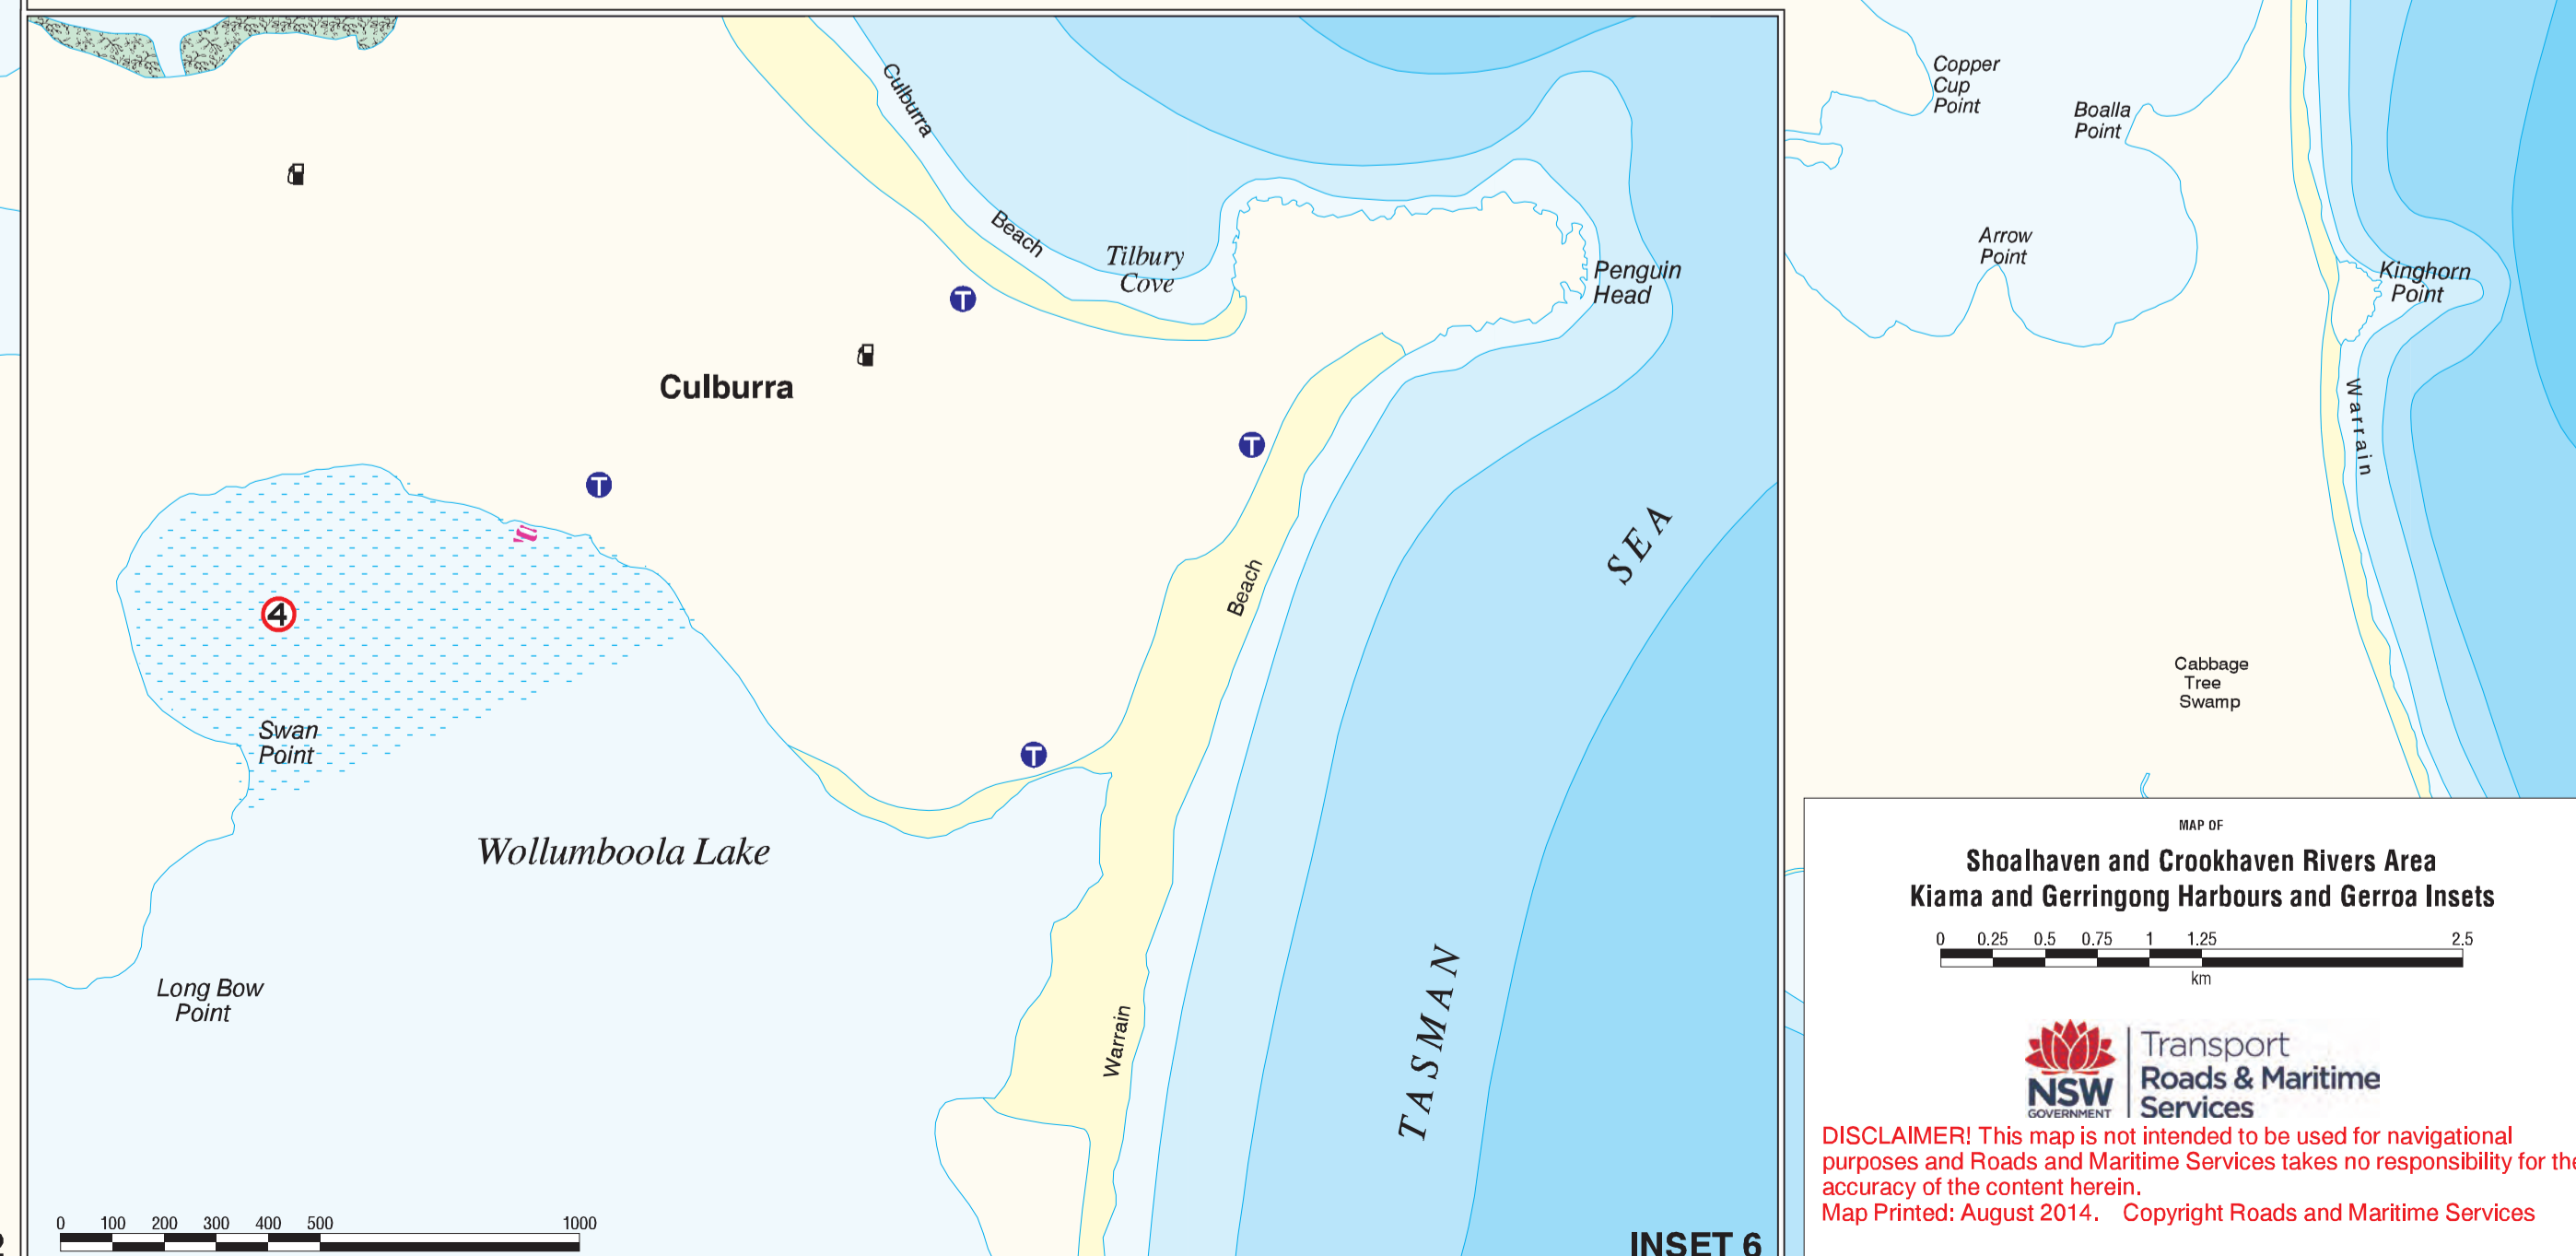 Culburra
Beach
Tilbury
Cove
Penguin
Head
T
Culburra
T
T
4
Swan
Point
T
Beach
SEA
Wollumboola Lake
Long Bow
Point
Warrain
TASMAN
0 100 200 300 400 500 1000
INSET 6
Copper
Cup
Point
Boalla
Point
Arrow
Point
Kinghorn
Point
Warrain
Cabbage
Tree
Swamp
MAP OF
Shoalhaven and Crookhaven Rivers Area
Kiama and Gerringong Harbours and Gerroa Insets
0 0.25 0.5 0.75 1 1.25 2.5
km
NSW
GOVERNMENT
Transport
Roads & Maritime
Services
DISCLAIMER! This map is not intended to be used for navigational
purposes and Roads and Maritime Services takes no responsibility for the
accuracy of the content herein.
Map Printed: August 2014. Copyright Roads and Maritime Services